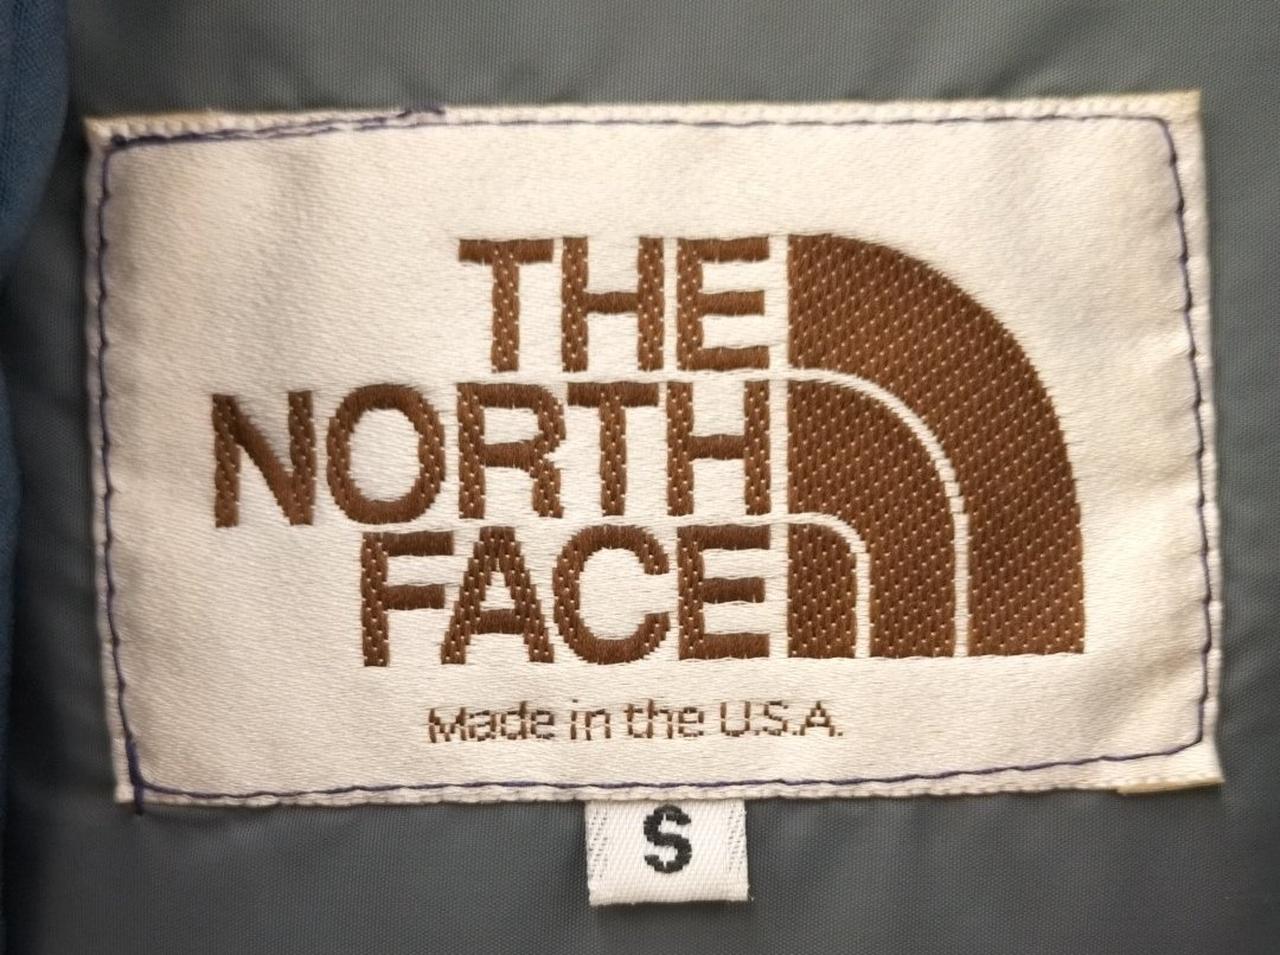 THE
NORTH
FACE
Made in the U.S.A.
S